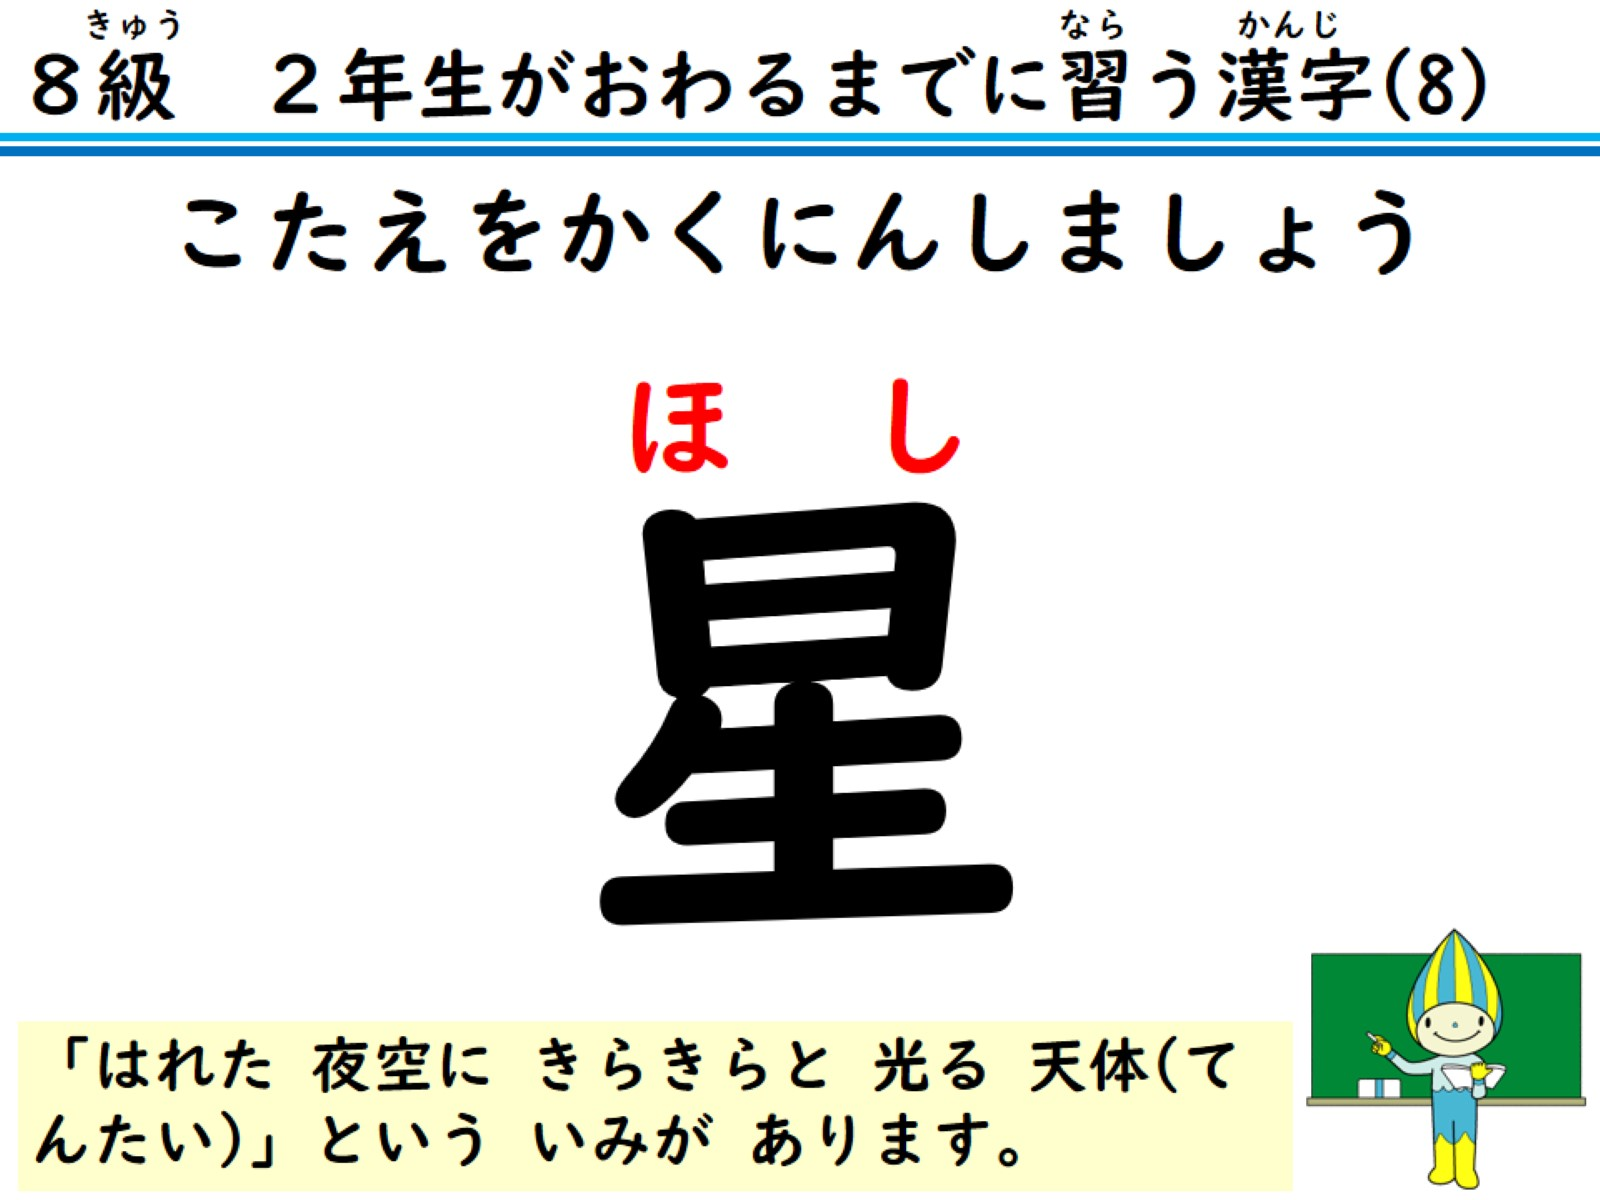 きゅう なら かんじ
8級 2年生がおわるまでに習う漢字(8)
こたえをかくにんしましょう
ほし
星
「はれた 夜空に きらきらと 光る 天体(て
んたい)」という いみが あります。